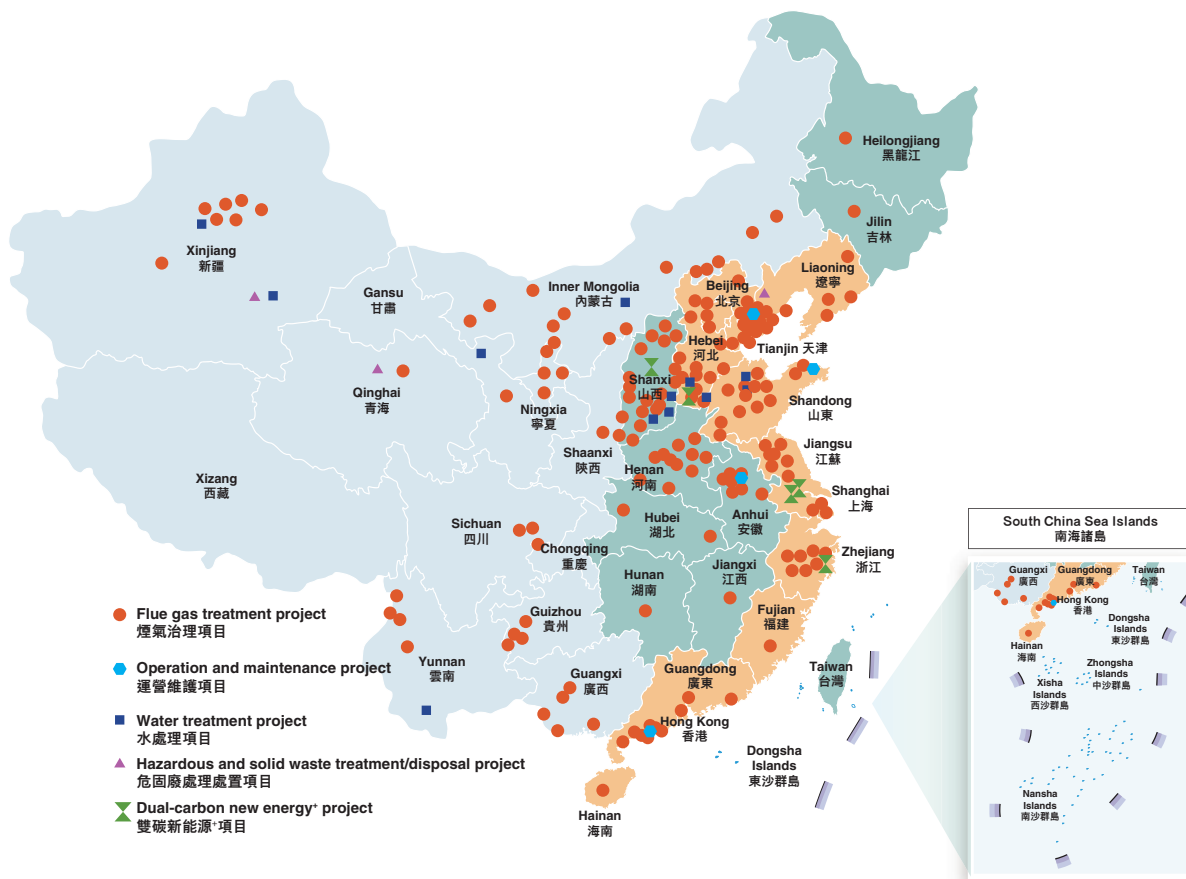 Heilongjiang
黑龍江
Jilin
吉林
Liaoning
遼寧
Xinjiang
新疆
Gansu
甘肅
Inner Mongolia
內蒙古
Beijing
北京
Tianjin 天津
Hebei
河北
Shanxi
山西
Shandong
山東
Qinghai
青海
Ningxia
寧夏
Shaanxi
陝西
Henan
河南
Jiangsu
江蘇
Shanghai
上海
Anhui
安徽
Xizang
西藏
Sichuan
四川
Chongqing
重慶
Hubei
湖北
Zhejiang
浙江
Hunan
湖南
Jiangxi
江西
Guizhou
貴州
Fujian
福建
Yunnan
雲南
Guangxi
廣西
Guangdong
廣東
Taiwan
台灣
Hong Kong
香港
Dongsha
Islands
東沙群島
Hainan
海南
Flue gas treatment project
煙氣治理項目
Operation and maintenance project
運營維護項目
Water treatment project
水處理項目
Hazardous and solid waste treatment/disposal project
危固廢處理處置項目
Dual-carbon new energy⁺ project
雙碳新能源⁺項目
South China Sea Islands
南海諸島
Guangxi
廣西
Guangdong
廣東
Taiwan
台灣
Hong Kong
香港
Dongsha
Islands
東沙群島
Hainan
海南
Zhongsha
Islands
中沙群島
Xisha
Islands
西沙群島
Nansha
Islands
南沙群島